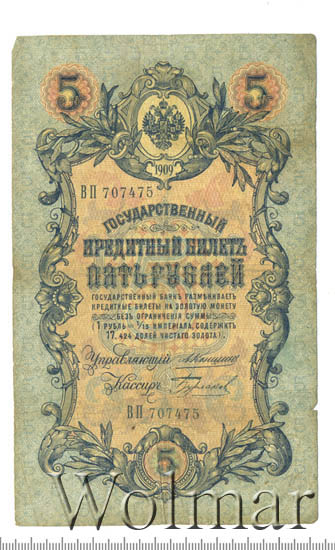 5 5
1909
ВП 707475
ГОСУДАРСТВЕННЫЙ
КРЕДИТНЫЙ БИЛЕТЪ
ПЯТЬ РУБЛЕЙ
ГОСУДАРСТВЕННЫЙ БАНКЪ РАЗМѢНИВАЕТЪ
КРЕДИТНЫЕ БИЛЕТЫ НА ЗОЛОТУЮ МОНЕТУ
БЕЗЪ ОГРАНИЧЕНІЯ СУММЫ
(1 РУБЛЬ = 1/15 ИМПЕРІАЛА, СОДЕРЖИТЪ
17,424 ДОЛЕЙ ЧИСТАГО ЗОЛОТА).
Управляющій
Кассиръ
ВП 707475
5
Wolmar